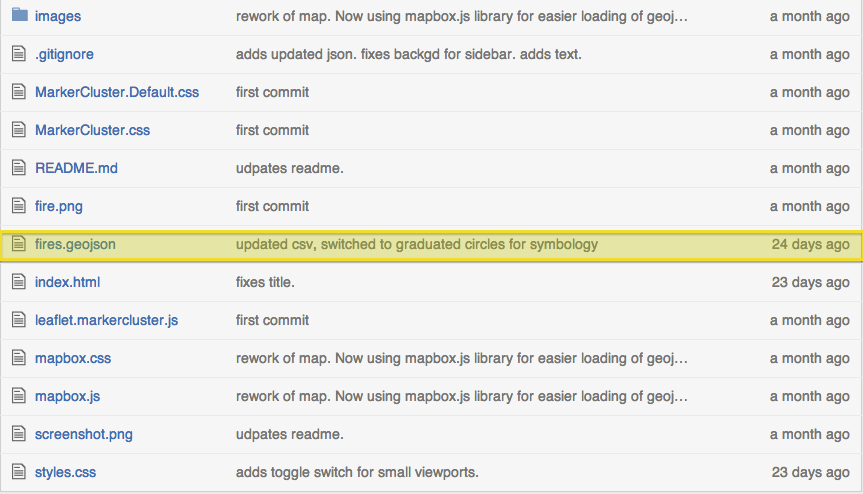 images rework of map. Now using mapbox.js library for easier loading of geoj… a month ago
.gitignore adds updated json. fixes backgd for sidebar. adds text. a month ago
MarkerCluster.Default.css first commit a month ago
MarkerCluster.css first commit a month ago
README.md udpates readme. a month ago
fire.png first commit a month ago
fires.geojson updated csv, switched to graduated circles for symbology 24 days ago
index.html fixes title. 23 days ago
leaflet.markercluster.js first commit a month ago
mapbox.css rework of map. Now using mapbox.js library for easier loading of geoj… a month ago
mapbox.js rework of map. Now using mapbox.js library for easier loading of geoj… a month ago
screenshot.png udpates readme. a month ago
styles.css adds toggle switch for small viewports. 23 days ago